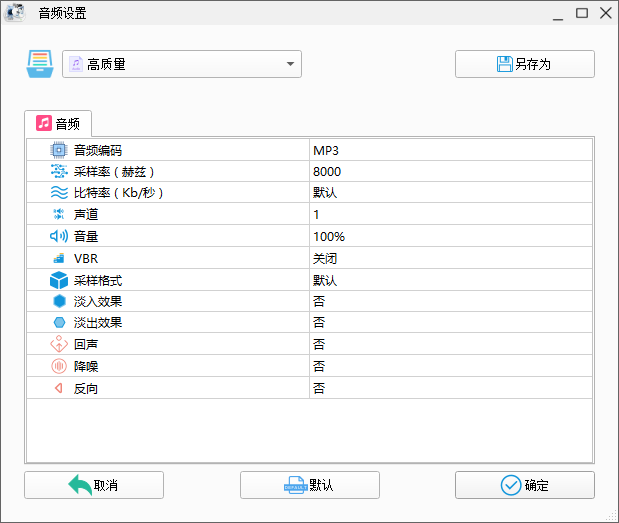 音频设置
高质量
另存为
音频
音频编码 MP3
采样率（赫兹） 8000
比特率（Kb/秒） 默认
声道 1
音量 100%
VBR 关闭
采样格式 默认
淡入效果 否
淡出效果 否
回声 否
降噪 否
反向 否
取消
DEFAULT 默认
确定